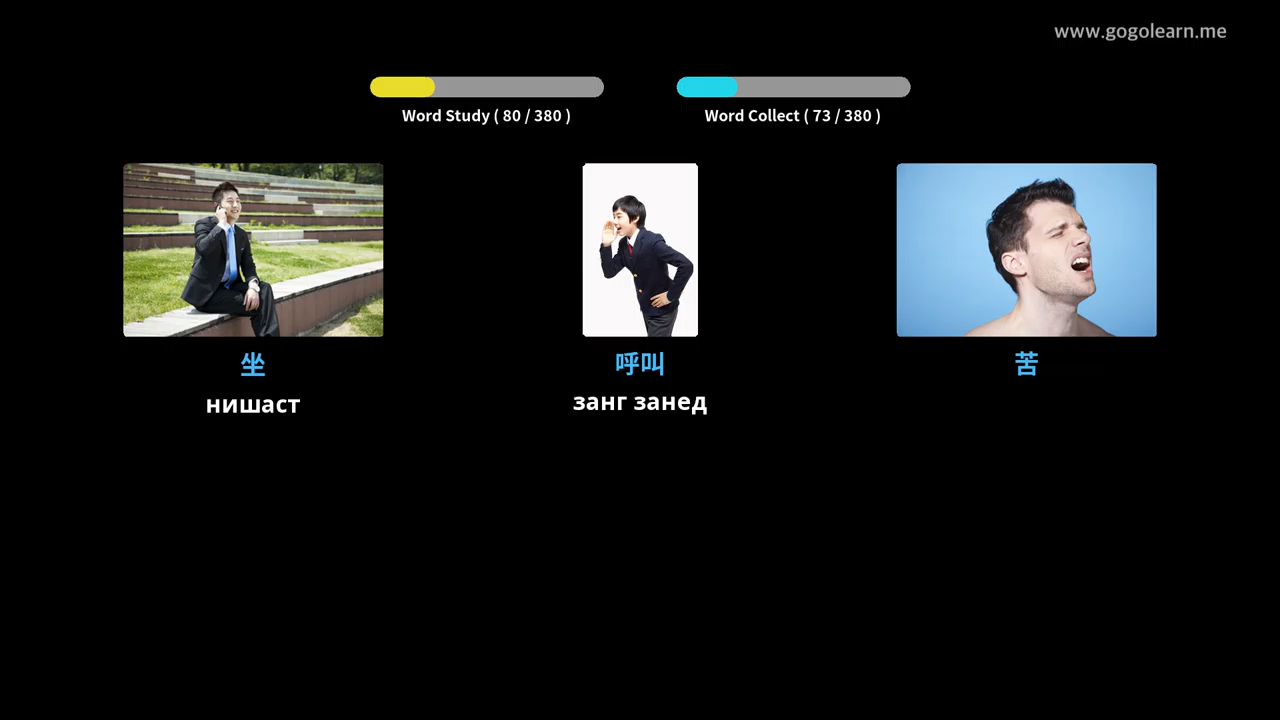 www.gogolearn.me
Word Study ( 80 / 380 )
Word Collect ( 73 / 380 )
坐
呼叫
苦
нишаст
занг занед